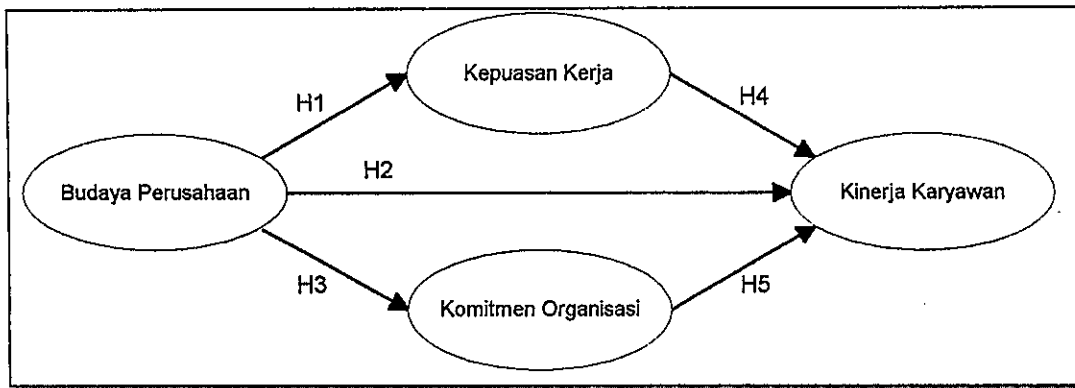 Kepuasan Kerja
H1
H4
Budaya Perusahaan
H2
Kinerja Karyawan
H3
Komitmen Organisasi
H5